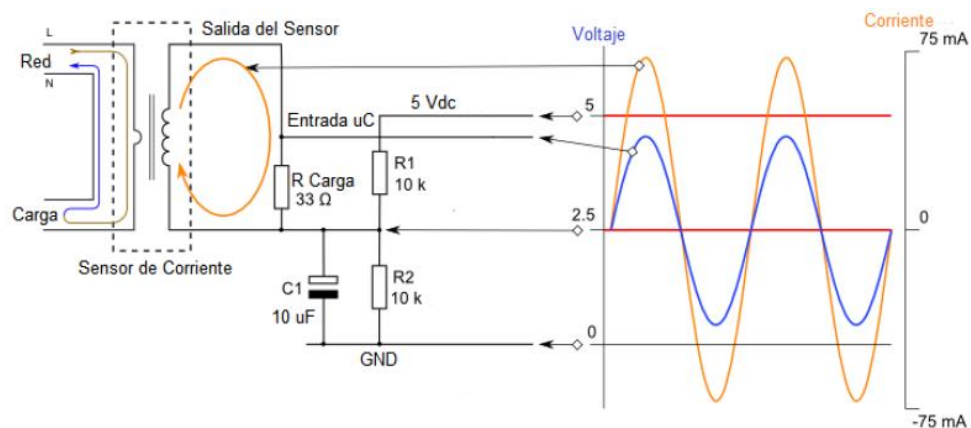 L
Red
N
Carga
Sensor de Corriente
Salida del Sensor
5 Vdc
Entrada uC
R1
10 k
R Carga
33 Ω
C1
10 uF
R2
10 k
GND
Voltaje
5
2.5
0
Corriente
75 mA
0
-75 mA